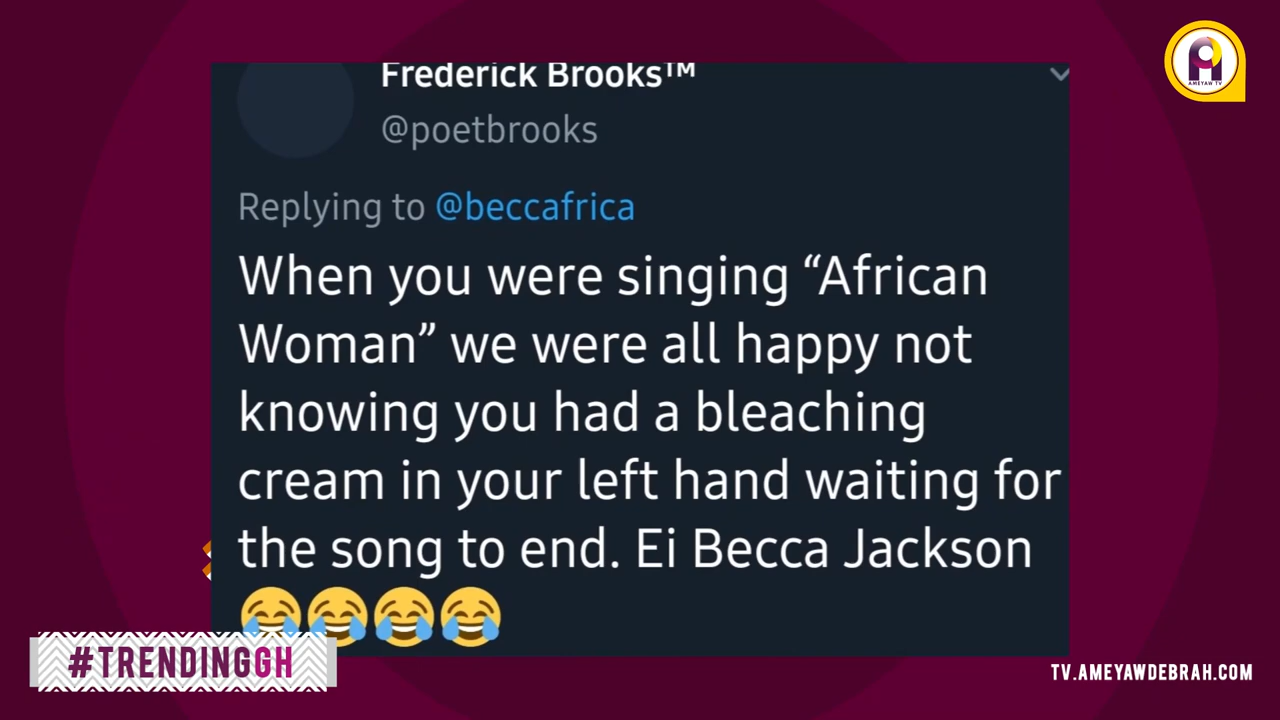 Frederick Brooks™
@poetbrooks
Replying to @beccafrica
When you were singing “African
Woman” we were all happy not
knowing you had a bleaching
cream in your left hand waiting for
the song to end. Ei Becca Jackson
😂😂😂😂
#TRENDINGGH
TV.AMEYAWDEBRAH.COM
AMEYAW TV